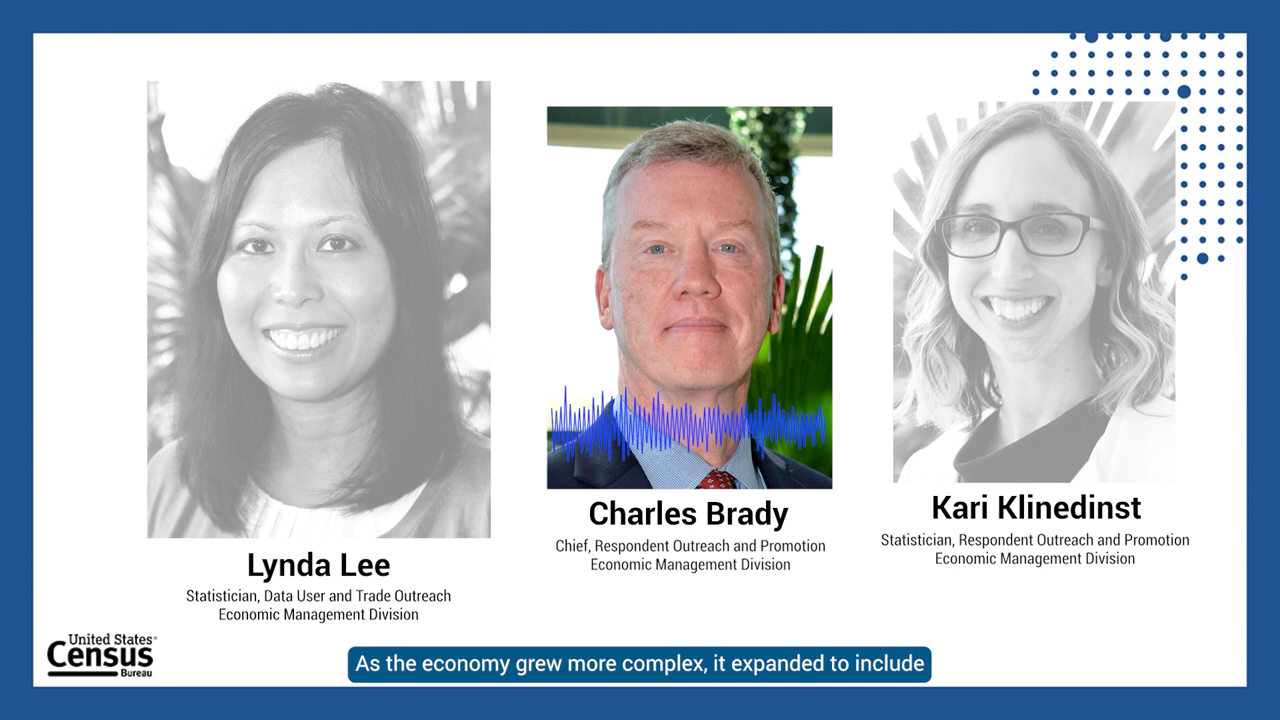 Lynda Lee
Statistician, Data User and Trade Outreach
Economic Management Division
Charles Brady
Chief, Respondent Outreach and Promotion
Economic Management Division
Kari Klinedinst
Statistician, Respondent Outreach and Promotion
Economic Management Division
United States®
Census
Bureau
As the economy grew more complex, it expanded to include